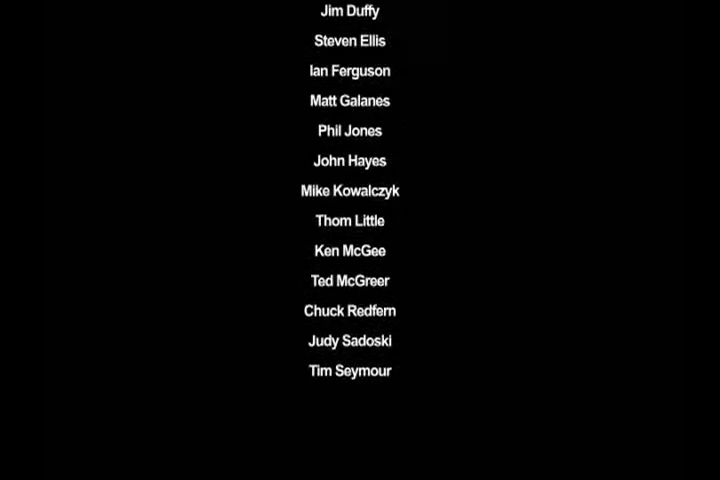 Jim Duffy
Steven Ellis
Ian Ferguson
Matt Galanes
Phil Jones
John Hayes
Mike Kowalczyk
Thom Little
Ken McGee
Ted McGreer
Chuck Redfern
Judy Sadoski
Tim Seymour